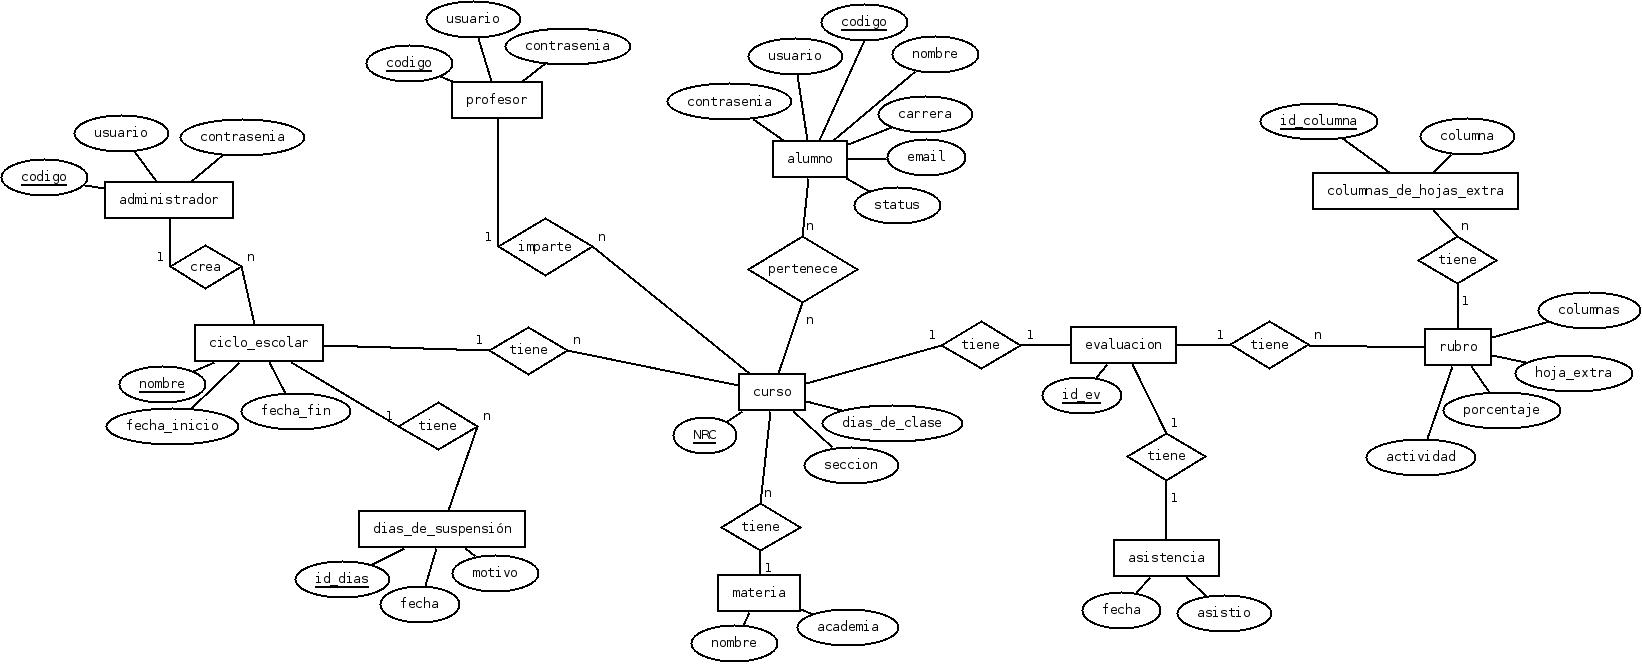 usuario
codigo
contrasenia
profesor
codigo
usuario
nombre
contrasenia
carrera
email
status
alumno
usuario
contrasenia
codigo
administrador
id_columna
columna
columnas_de_hojas_extra
1
crea
n
1
imparte
n
n
pertenece
n
n
tiene
1
ciclo_escolar
1
tiene
n
1
tiene
1
evaluacion
1
tiene
n
rubro
columnas
hoja_extra
porcentaje
actividad
nombre
fecha_inicio
fecha_fin
1
tiene
n
curso
NRC
dias_de_clase
seccion
id_ev
1
tiene
1
dias_de_suspensión
id_dias
fecha
motivo
n
tiene
1
materia
nombre
academia
asistencia
fecha
asistio